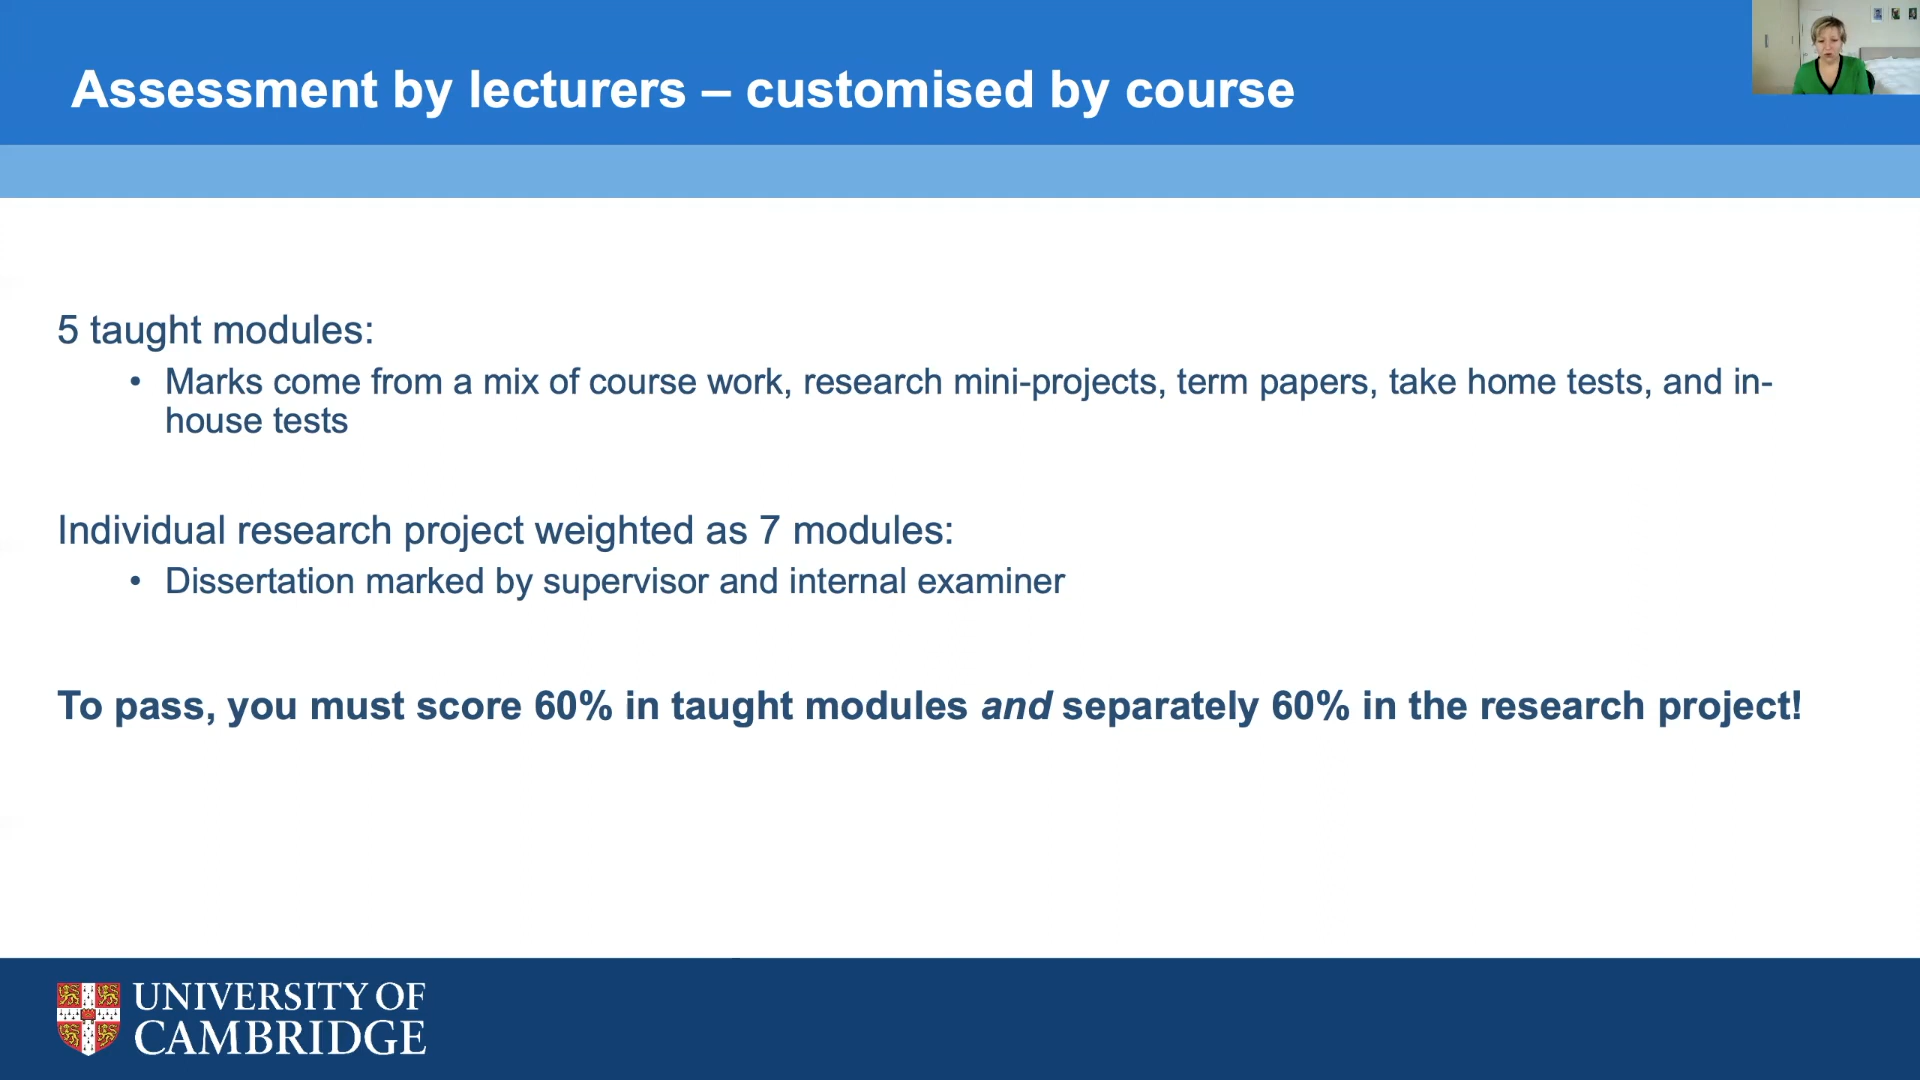 Assessment by lecturers – customised by course
5 taught modules:
• Marks come from a mix of course work, research mini-projects, term papers, take home tests, and in-
house tests
Individual research project weighted as 7 modules:
• Dissertation marked by supervisor and internal examiner
To pass, you must score 60% in taught modules and separately 60% in the research project!
UNIVERSITY OF
CAMBRIDGE